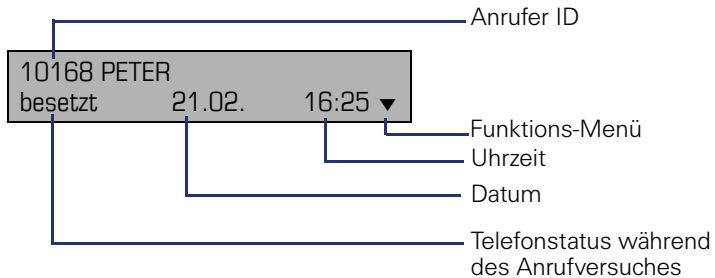 Anrufer ID
10168 PETER
besetzt 21.02. 16:25 ▼
Funktions-Menü
Uhrzeit
Datum
Telefonstatus während
des Anrufversuches